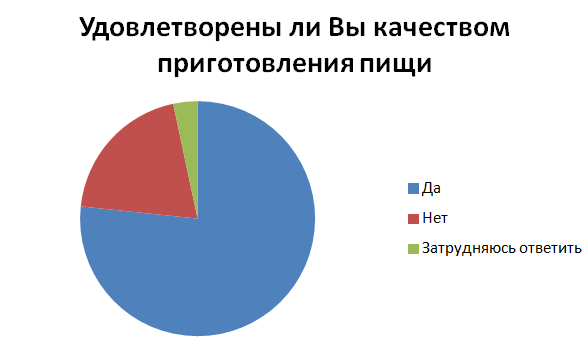 Удовлетворены ли Вы качеством
приготовления пищи
Да
Нет
Затрудняюсь ответить